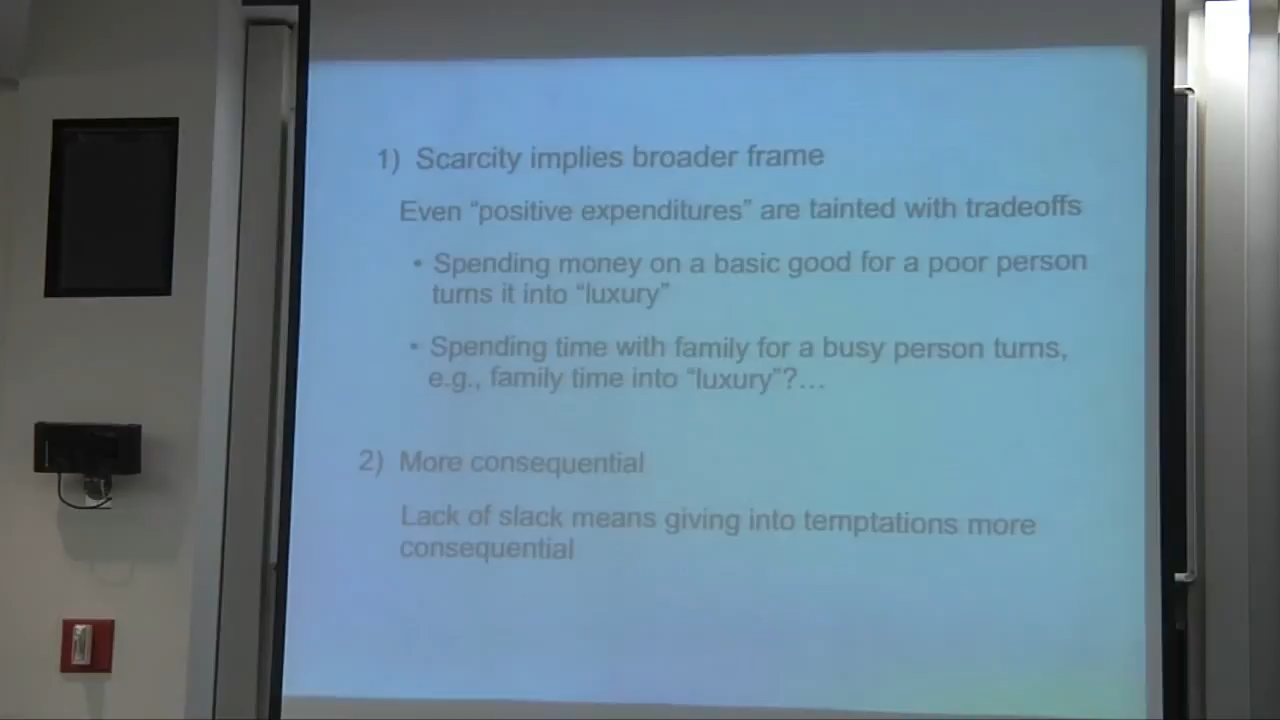 1) Scarcity implies broader frame
Even “positive expenditures” are tainted with tradeoffs
• Spending money on a basic good for a poor person
turns it into “luxury”
• Spending time with family for a busy person turns,
e.g., family time into “luxury”?...
2) More consequential
Lack of slack means giving into temptations more
consequential